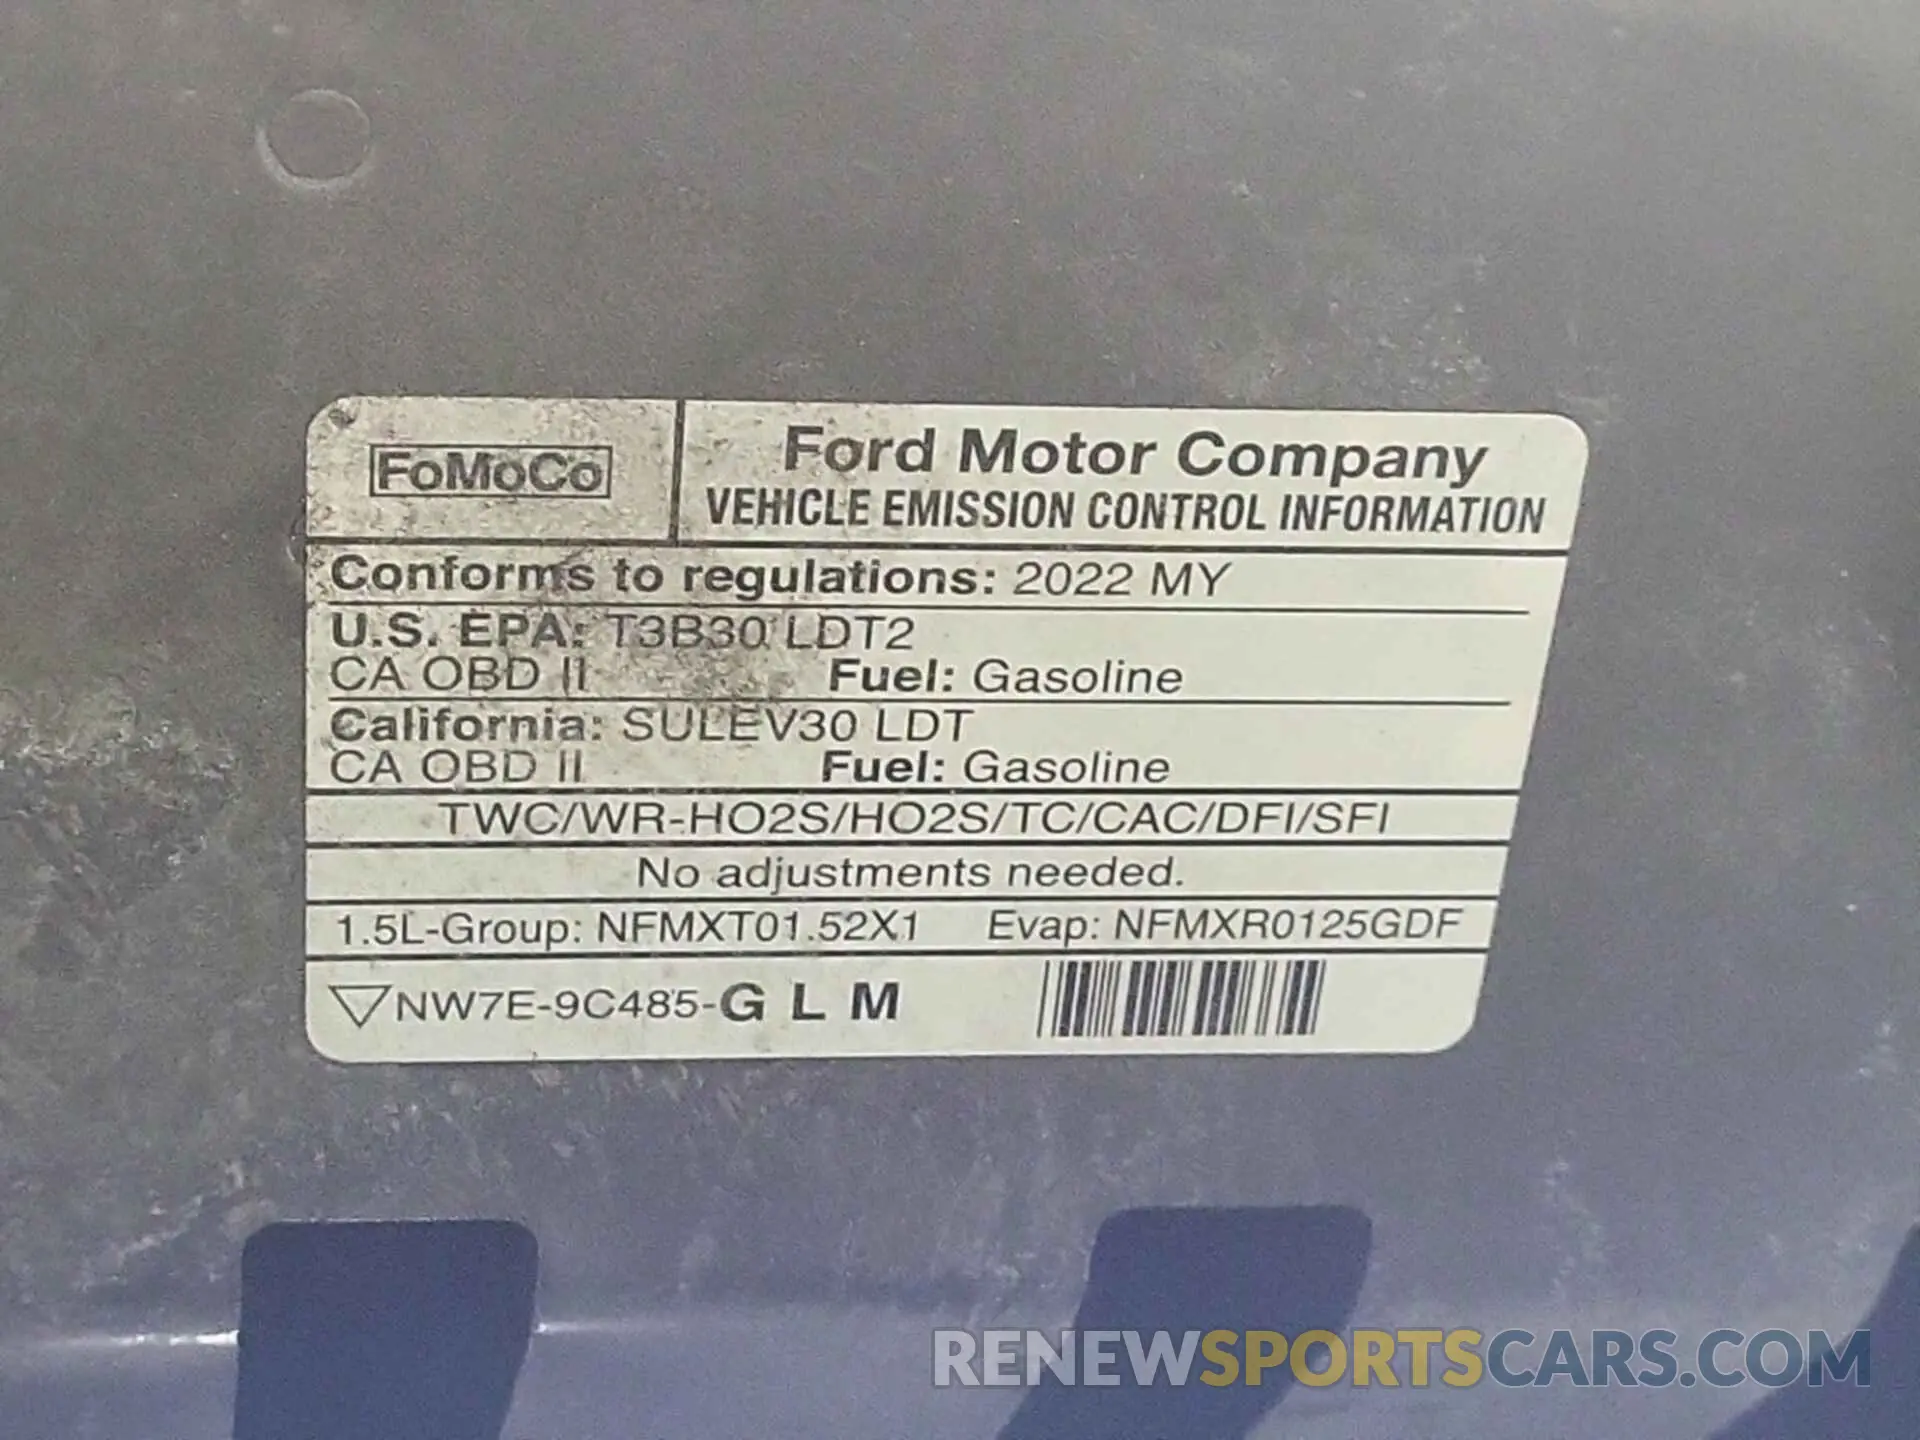 FoMoCo
Ford Motor Company
VEHICLE EMISSION CONTROL INFORMATION
Conforms to regulations: 2022 MY
U.S. EPA: T3B30 LDT2
CA OBD II Fuel: Gasoline
California: SULEV30 LDT
CA OBD II Fuel: Gasoline
TWC/WR-HO2S/HO2S/TC/CAC/DFI/SFI
No adjustments needed.
1.5L-Group: NFMXT01.52X1 Evap: NFMXR0125GDF
NW7E-9C485-G L M
RENEWSPORTSCARS.COM